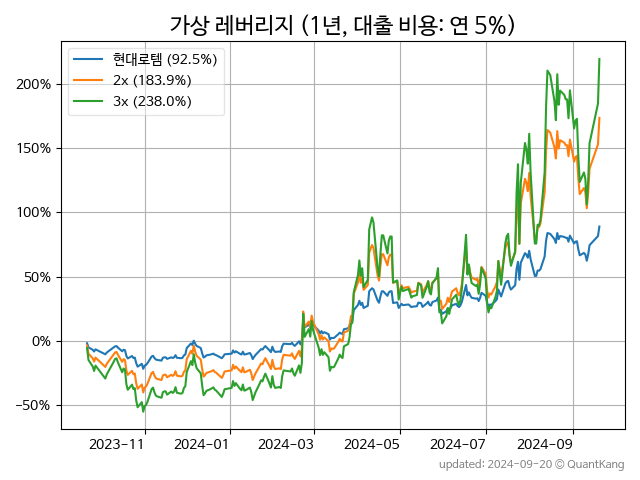 가상 레버리지 (1년, 대출 비용: 연 5%)
현대로템 (92.5%)
2x (183.9%)
3x (238.0%)
200%
150%
100%
50%
0%
−50%
2023-11
2024-01
2024-03
2024-05
2024-07
2024-09
updated: 2024-09-20 © QuantKang